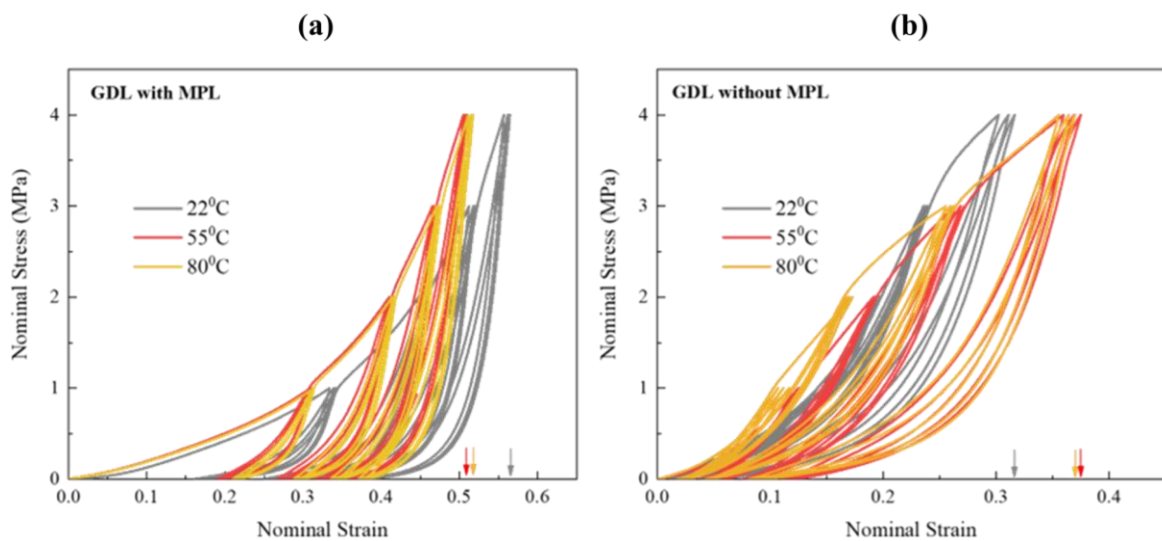 (a)
(b)
GDL with MPL
GDL without MPL
Nominal Stress (MPa)
4
3
2
1
0
22⁰C
55⁰C
80⁰C
0.0 0.1 0.2 0.3 0.4 0.5 0.6
Nominal Strain
Nominal Stress (MPa)
4
3
2
1
0
22⁰C
55⁰C
80⁰C
0.0 0.1 0.2 0.3 0.4
Nominal Strain